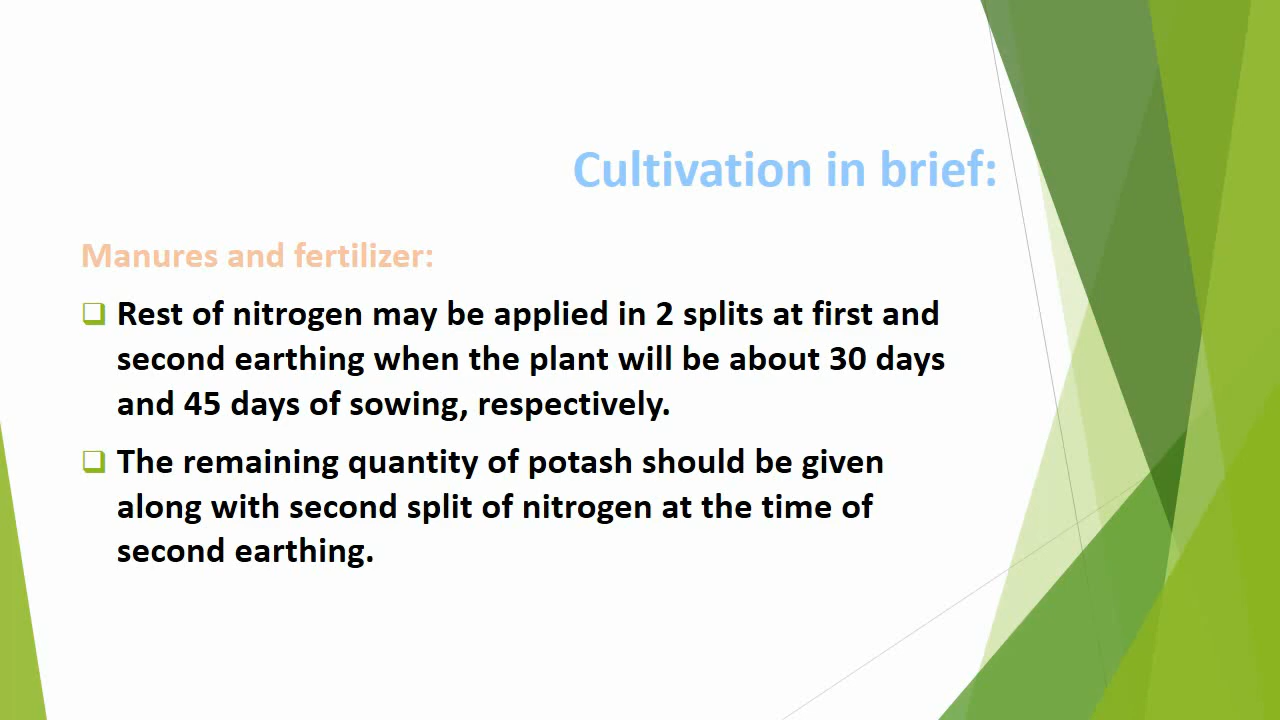 Cultivation in brief:
Manures and fertilizer:
Rest of nitrogen may be applied in 2 splits at first and
second earthing when the plant will be about 30 days
and 45 days of sowing, respectively.
The remaining quantity of potash should be given
along with second split of nitrogen at the time of
second earthing.